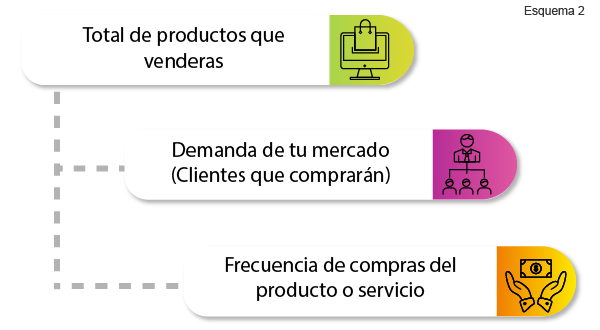 Esquema 2
Total de productos que
venderas
Demanda de tu mercado
(Clientes que comprarán)
Frecuencia de compras del
producto o servicio